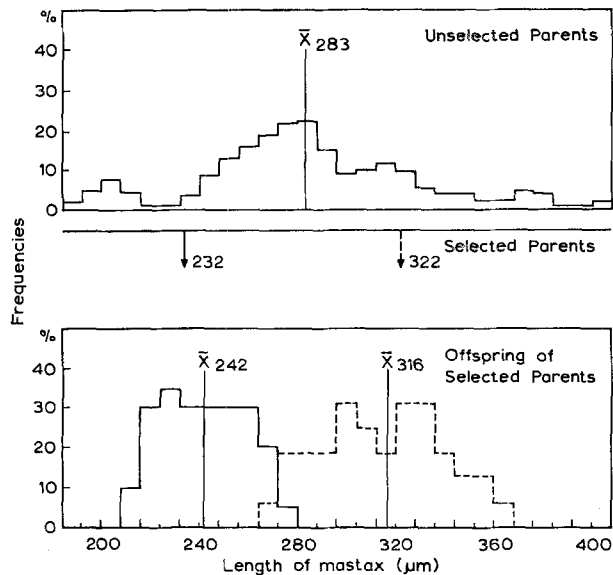 %
40
30
20
10
0
X̄ 283
Unselected Parents
Frequencies
232
322
Selected Parents
%
40
30
20
10
0
X̄ 242
X̄ 316
Offspring of
Selected Parents
200
240
280
320
360
400
Length of mastax (μm)